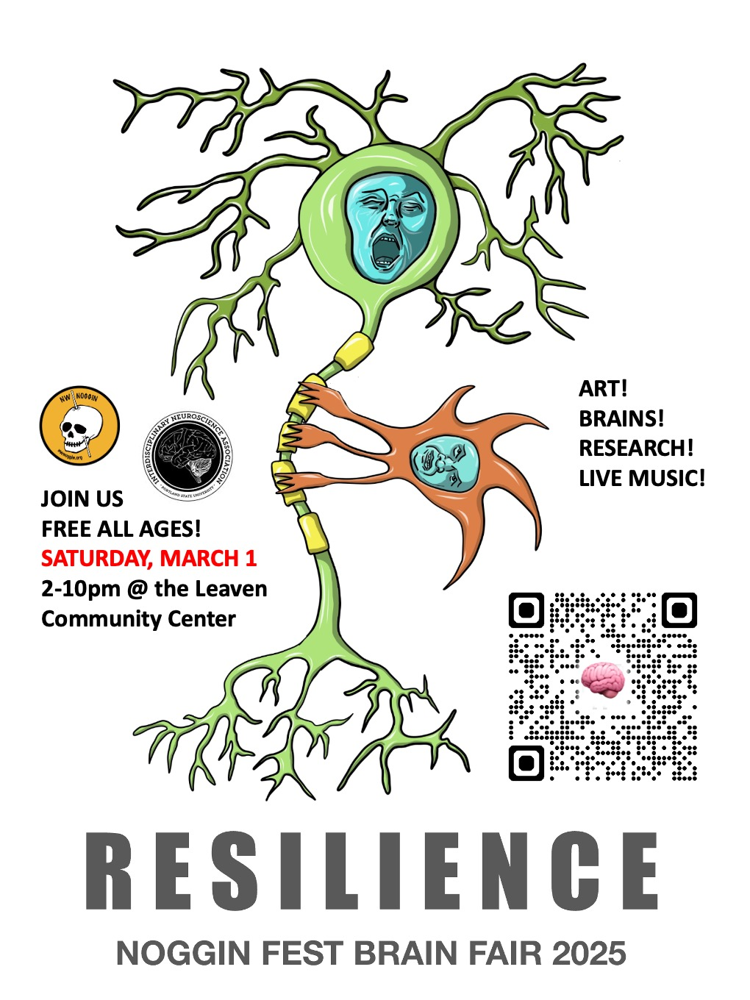 NW NOGGIN
www.nwnoggin.org
INTERDISCIPLINARY NEUROSCIENCE ASSOCIATION
PORTLAND STATE UNIVERSITY
JOIN US
FREE ALL AGES!
SATURDAY, MARCH 1
2-10pm @ the Leaven
Community Center
ART!
BRAINS!
RESEARCH!
LIVE MUSIC!
RESILIENCE
NOGGIN FEST BRAIN FAIR 2025